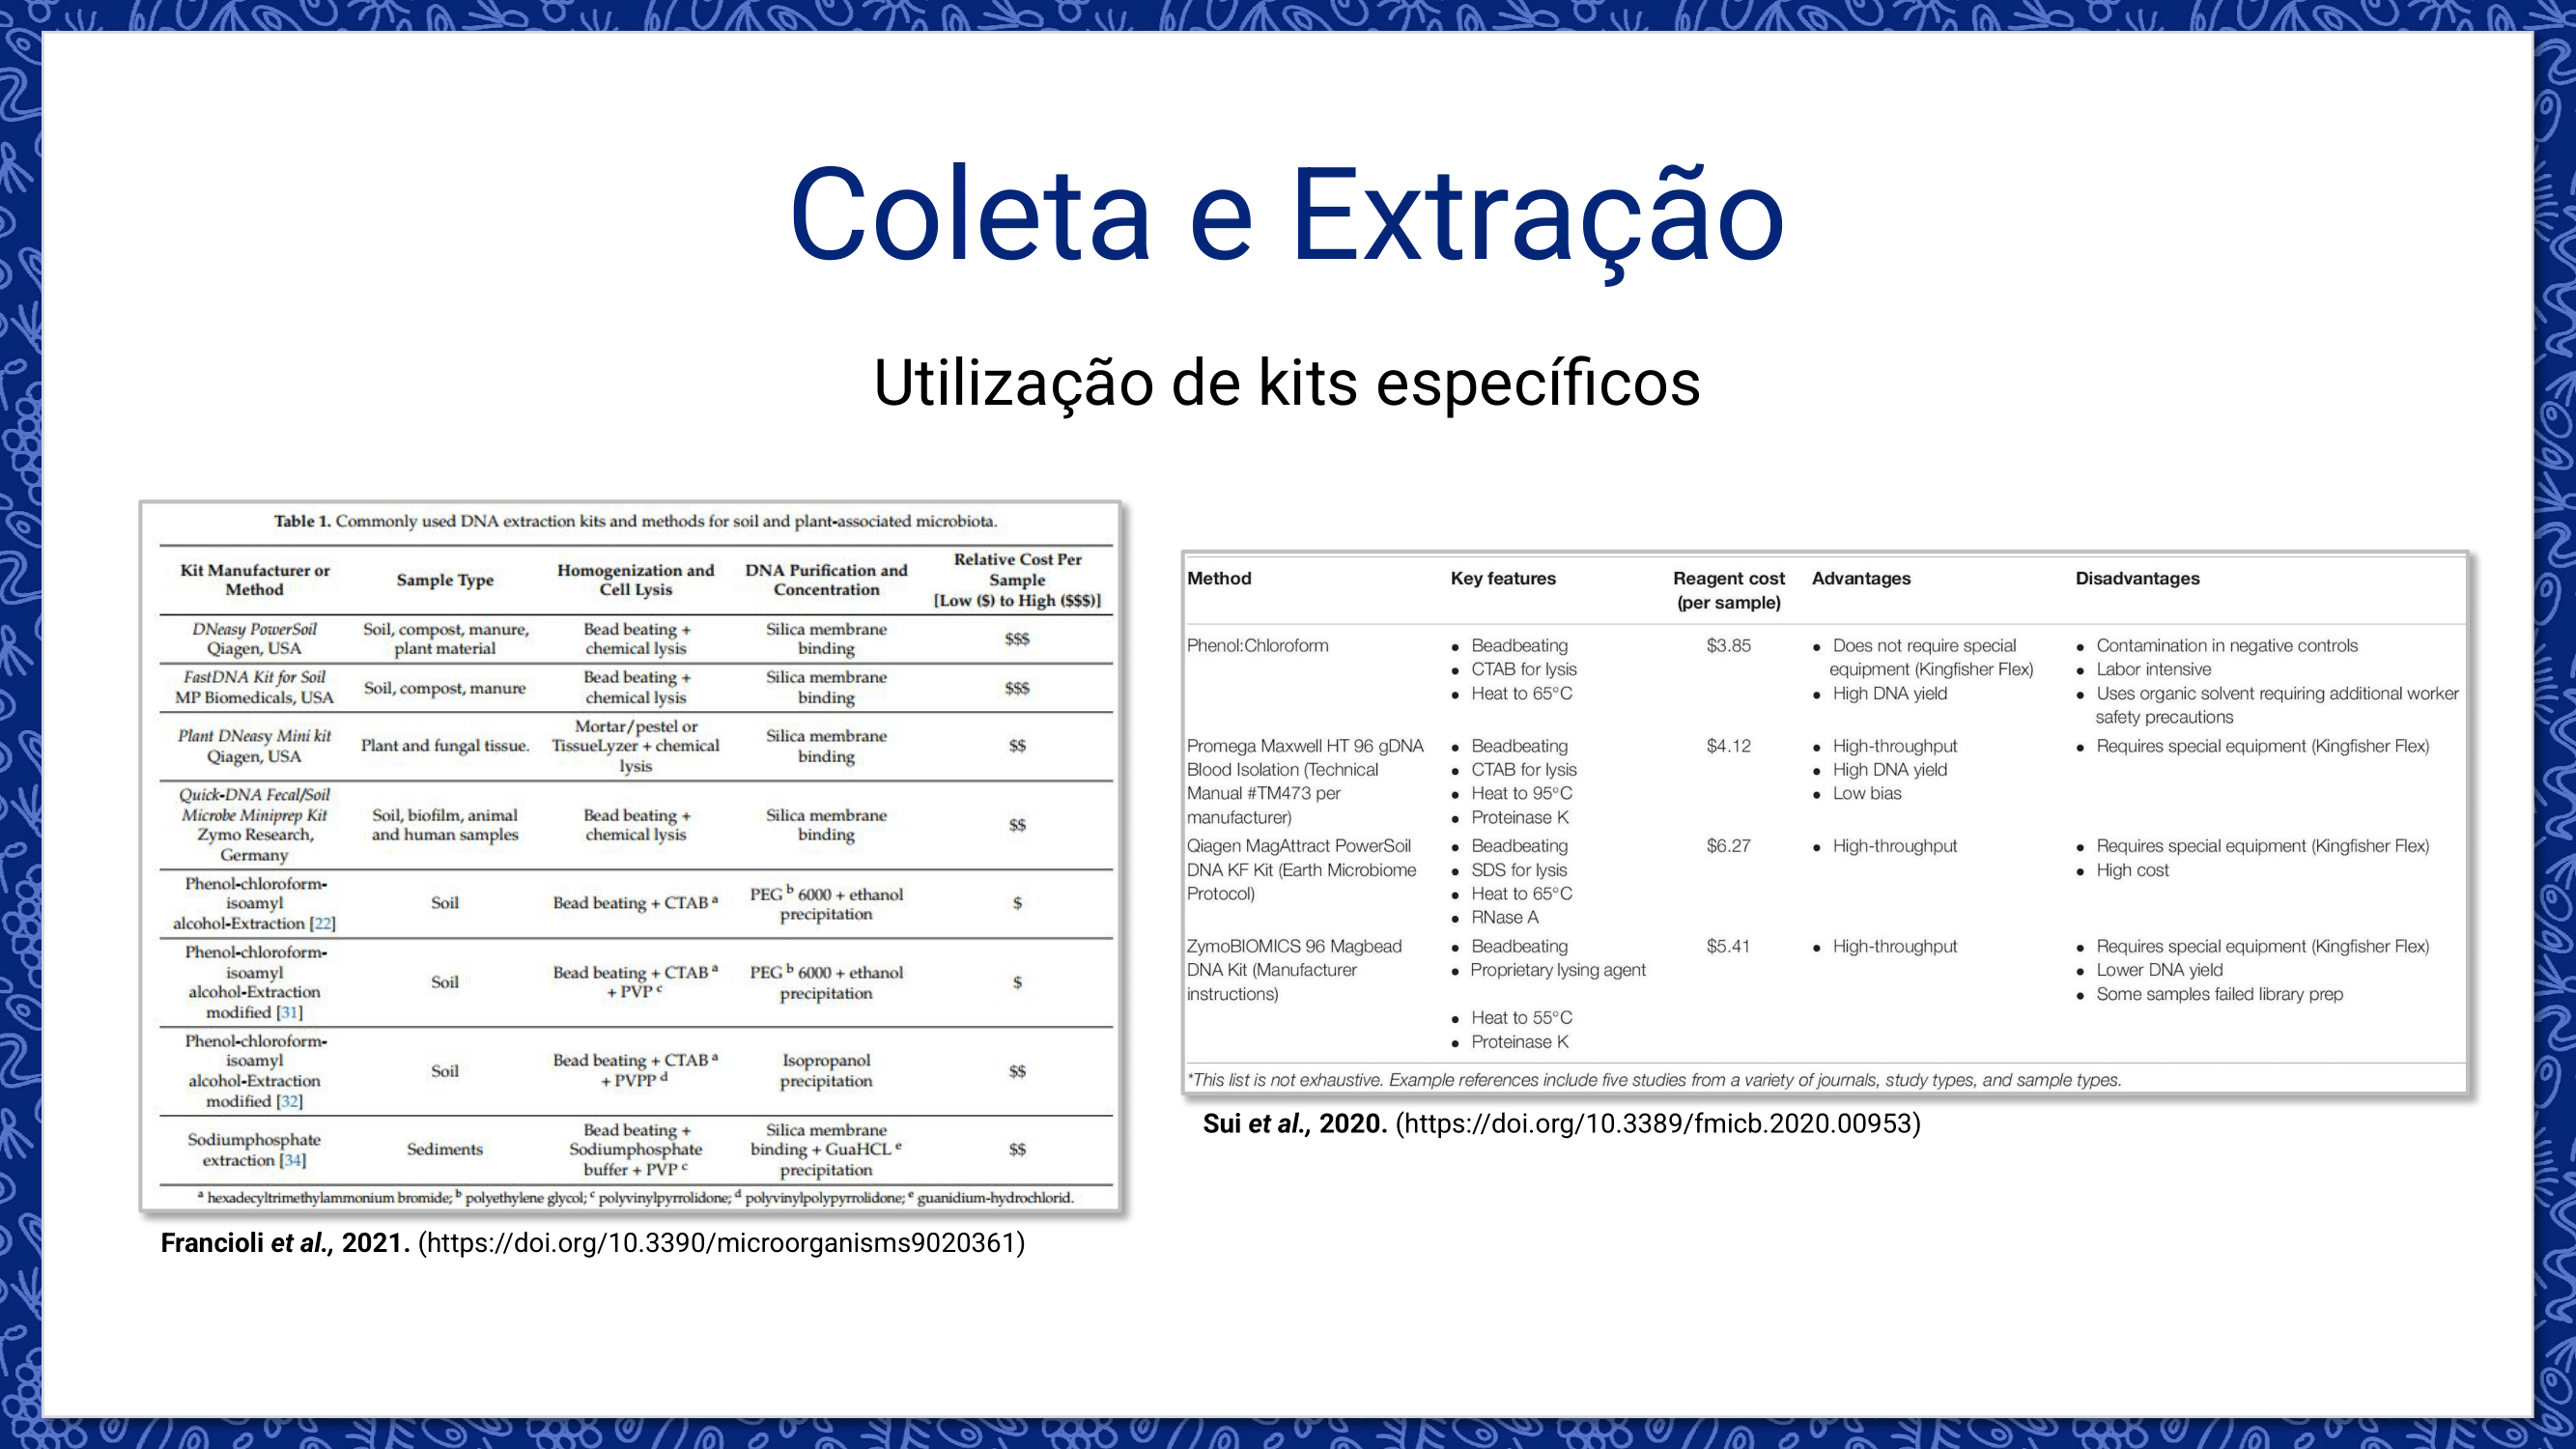 Coleta e Extração
Utilização de kits específicos
Table 1. Commonly used DNA extraction kits and methods for soil and plant-associated microbiota.
Kit Manufacturer or Method | Sample Type | Homogenization and Cell Lysis | DNA Purification and Concentration | Relative Cost Per Sample [Low ($) to High ($$$)]
DNeasy PowerSoil Qiagen, USA | Soil, compost, manure, plant material | Bead beating + chemical lysis | Silica membrane binding | $$$
FastDNA Kit for Soil MP Biomedicals, USA | Soil, compost, manure | Bead beating + chemical lysis | Silica membrane binding | $$$
Plant DNeasy Mini kit Qiagen, USA | Plant and fungal tissue. | Mortar/pestel or TissueLyzer + chemical lysis | Silica membrane binding | $$
Quick-DNA Fecal/Soil Microbe Miniprep Kit Zymo Research, Germany | Soil, biofilm, animal and human samples | Bead beating + chemical lysis | Silica membrane binding | $$
Phenol-chloroform-isoamyl alcohol-Extraction [22] | Soil | Bead beating + CTAB a | PEG b 6000 + ethanol precipitation | $
Phenol-chloroform-isoamyl alcohol-Extraction modified [31] | Soil | Bead beating + CTAB a + PVP c | PEG b 6000 + ethanol precipitation | $
Phenol-chloroform-isoamyl alcohol-Extraction modified [32] | Soil | Bead beating + CTAB a + PVPP d | Isopropanol precipitation | $$
Sodiumphosphate extraction [34] | Sediments | Bead beating + Sodiumphosphate buffer + PVP c | Silica membrane binding + GuaHCL e precipitation | $$
a hexadecyltrimethylammonium bromide; b polyethylene glycol; c polyvinylpyrrolidone; d polyvinylpolypyrrolidone; e guanidium-hydrochlorid.
Francioli et al., 2021. (https://doi.org/10.3390/microorganisms9020361)
Method | Key features | Reagent cost (per sample) | Advantages | Disadvantages
Phenol:Chloroform | • Beadbeating • CTAB for lysis • Heat to 65°C | $3.85 | • Does not require special equipment (Kingfisher Flex) • High DNA yield | • Contamination in negative controls • Labor intensive • Uses organic solvent requiring additional worker safety precautions
Promega Maxwell HT 96 gDNA Blood Isolation (Technical Manual #TM473 per manufacturer) | • Beadbeating • CTAB for lysis • Heat to 95°C • Proteinase K | $4.12 | • High-throughput • High DNA yield • Low bias | • Requires special equipment (Kingfisher Flex)
Qiagen MagAttract PowerSoil DNA KF Kit (Earth Microbiome Protocol) | • Beadbeating • SDS for lysis • Heat to 65°C • RNase A | $6.27 | • High-throughput | • Requires special equipment (Kingfisher Flex) • High cost
ZymoBIOMICS 96 Magbead DNA Kit (Manufacturer instructions) | • Beadbeating • Proprietary lysing agent • Heat to 55°C • Proteinase K | $5.41 | • High-throughput | • Requires special equipment (Kingfisher Flex) • Lower DNA yield • Some samples failed library prep
*This list is not exhaustive. Example references include five studies from a variety of journals, study types, and sample types.
Sui et al., 2020. (https://doi.org/10.3389/fmicb.2020.00953)